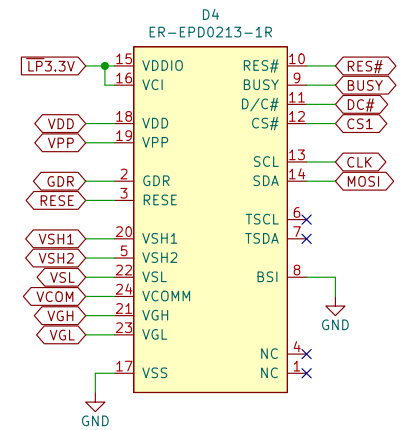 D4
ER-EPD0213-1R
LP3.3V 15 VDDIO RES# 10 RES#
16 VCI BUSY 9 BUSY
D/C# 11 DC#
VDD 18 VDD CS# 12 CS1
VPP 19 VPP
SCL 13 CLK
GDR 2 GDR SDA 14 MOSI
RESE 3 RESE
TSCL 6
VSH1 20 VSH1 TSDA 7
VSH2 5 VSH2
VSL 22 VSL BSI 8
VCOM 24 VCOMM
VGH 21 VGH
GND
VGL 23 VGL
NC 4
17 VSS NC 1
GND